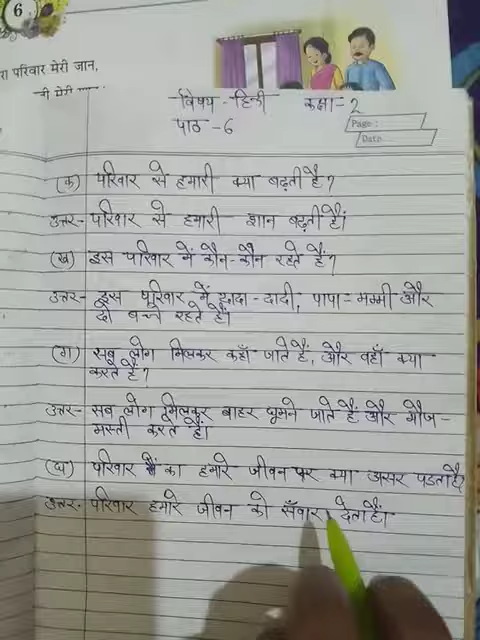 6
परिवार मेरी जान,
विषय - हिन्दी कक्षा - 2
पाठ - 6
Page :
Date
(क) परिवार से हमारी क्या बढ़ती है?
उत्तर - परिवार से हमारी शान बढ़ती है।
(ख) इस परिवार में कौन-कौन रहते हैं?
उत्तर - इस परिवार में दादा - दादी, पापा - मम्मी और
दो बच्चे रहते हैं।
(ग) सब लोग मिलकर कहाँ जाते हैं, और वहाँ क्या
करते हैं?
उत्तर - सब लोग मिलकर बाहर घूमने जाते हैं और मौज -
मस्ती करते हैं।
(घ) परिवार का हमारे जीवन पर क्या असर पडता है?
उत्तर - परिवार हमारे जीवन को सँवार देता है।